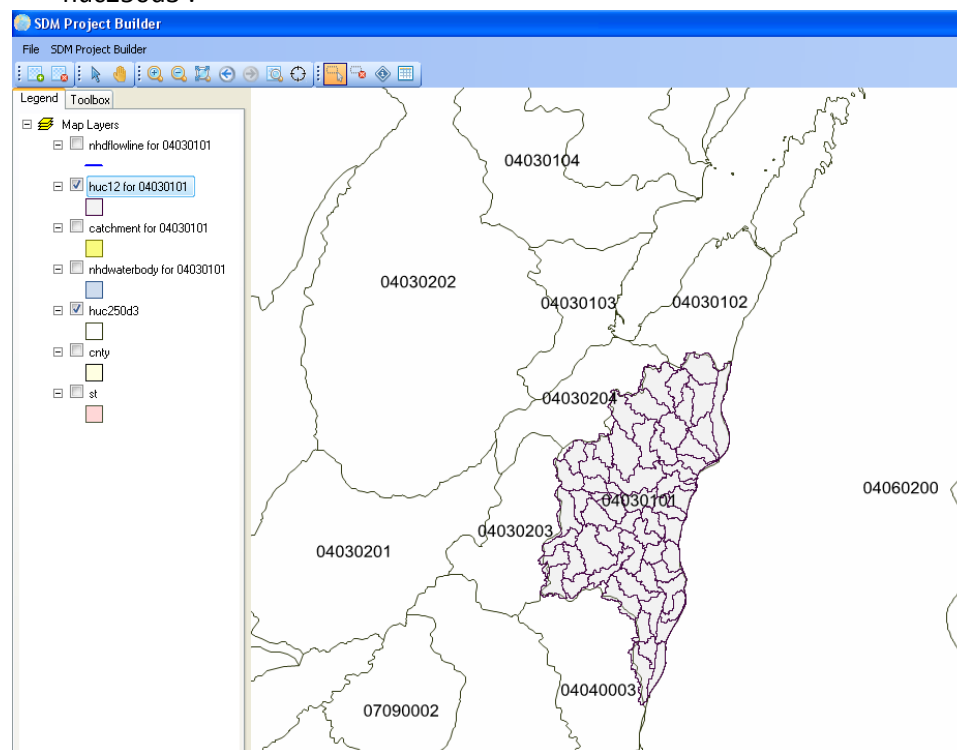 huc250d3 .
SDM Project Builder
File SDM Project Builder
Legend Toolbox
Map Layers
nhdflowline for 04030101
huc12 for 04030101
catchment for 04030101
nhdwaterbody for 04030101
huc250d3
cnty
st
04030104
04030202
04030103
04030102
04030204
04030101
04060200
04030203
04030201
04040003
07090002